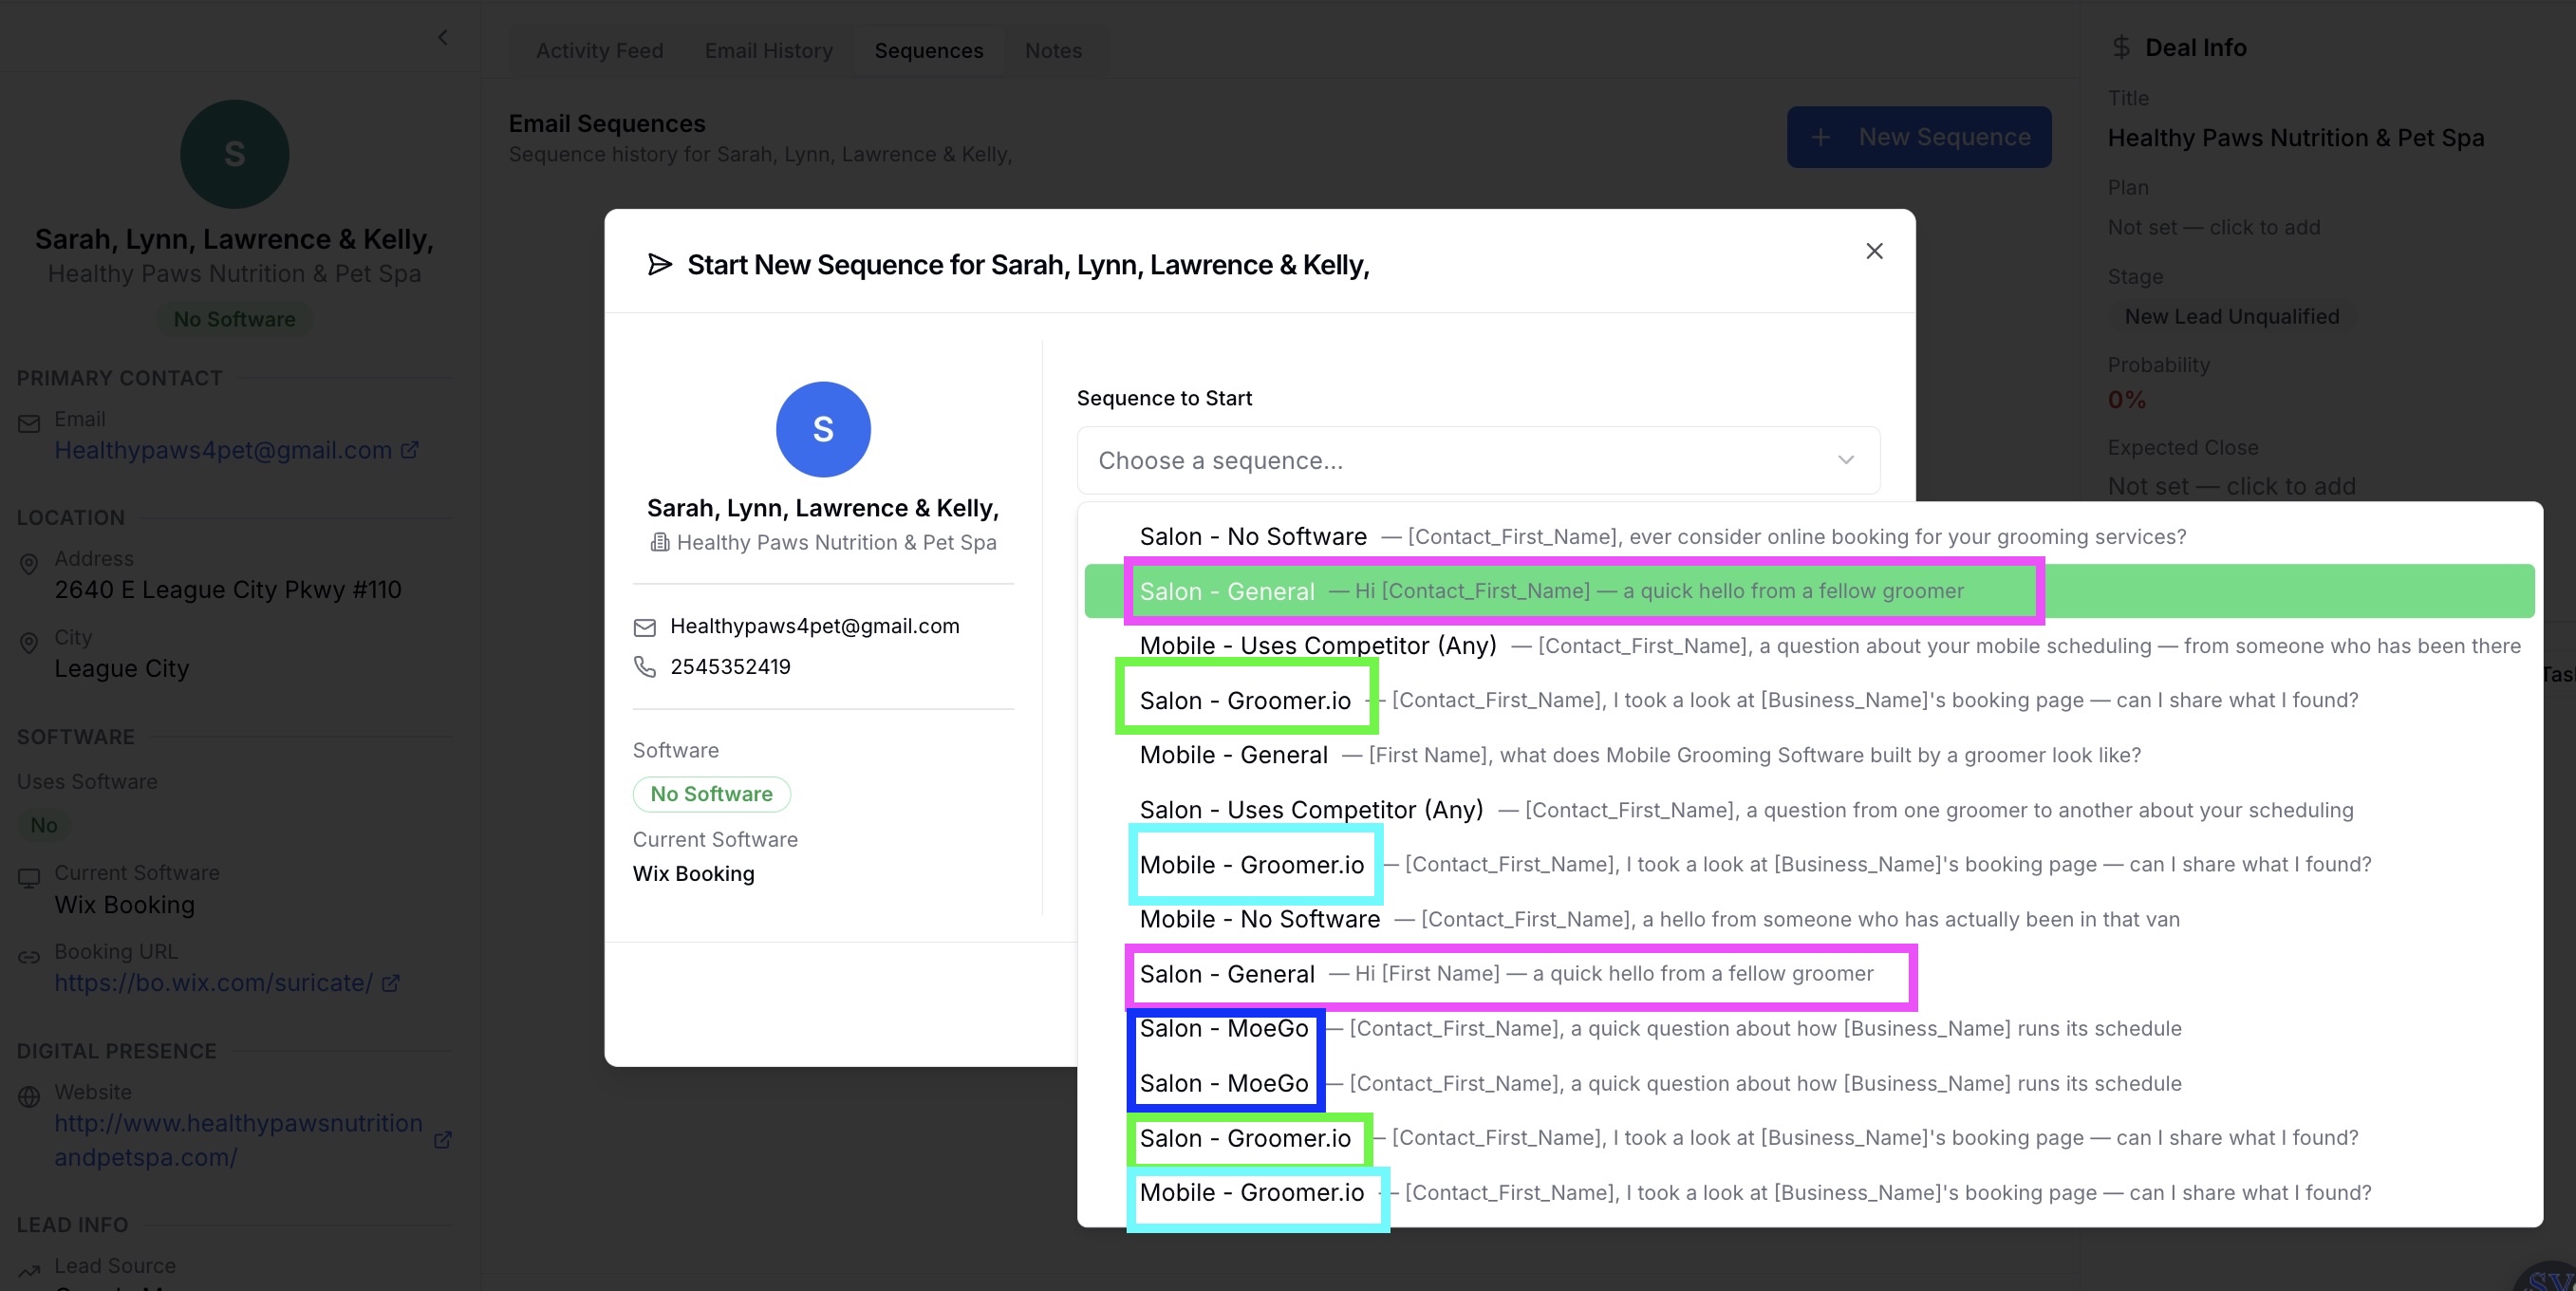 Activity Feed
Email History
Sequences
Notes
Deal Info
Title
Healthy Paws Nutrition & Pet Spa
Plan
Not set — click to add
Stage
New Lead Unqualified
Probability
0%
Expected Close
Not set — click to add
S
Sarah, Lynn, Lawrence & Kelly,
Healthy Paws Nutrition & Pet Spa
No Software
PRIMARY CONTACT
Email
Healthypaws4pet@gmail.com
LOCATION
Address
2640 E League City Pkwy #110
City
League City
SOFTWARE
Uses Software
No
Current Software
Wix Booking
Booking URL
https://bo.wix.com/suricate/
DIGITAL PRESENCE
Website
http://www.healthypawsnutrition
andpetspa.com/
LEAD INFO
Lead Source
Email Sequences
Sequence history for Sarah, Lynn, Lawrence & Kelly,
+ New Sequence
Start New Sequence for Sarah, Lynn, Lawrence & Kelly,
S
Sarah, Lynn, Lawrence & Kelly,
Healthy Paws Nutrition & Pet Spa
Healthypaws4pet@gmail.com
2545352419
Software
No Software
Current Software
Wix Booking
Sequence to Start
Choose a sequence...
Salon - No Software — [Contact_First_Name], ever consider online booking for your grooming services?
Salon - General — Hi [Contact_First_Name] — a quick hello from a fellow groomer
Mobile - Uses Competitor (Any) — [Contact_First_Name], a question about your mobile scheduling — from someone who has been there
Salon - Groomer.io — [Contact_First_Name], I took a look at [Business_Name]'s booking page — can I share what I found?
Mobile - General — [First Name], what does Mobile Grooming Software built by a groomer look like?
Salon - Uses Competitor (Any) — [Contact_First_Name], a question from one groomer to another about your scheduling
Mobile - Groomer.io — [Contact_First_Name], I took a look at [Business_Name]'s booking page — can I share what I found?
Mobile - No Software — [Contact_First_Name], a hello from someone who has actually been in that van
Salon - General — Hi [First Name] — a quick hello from a fellow groomer
Salon - MoeGo — [Contact_First_Name], a quick question about how [Business_Name] runs its schedule
Salon - MoeGo — [Contact_First_Name], a quick question about how [Business_Name] runs its schedule
Salon - Groomer.io — [Contact_First_Name], I took a look at [Business_Name]'s booking page — can I share what I found?
Mobile - Groomer.io — [Contact_First_Name], I took a look at [Business_Name]'s booking page — can I share what I found?